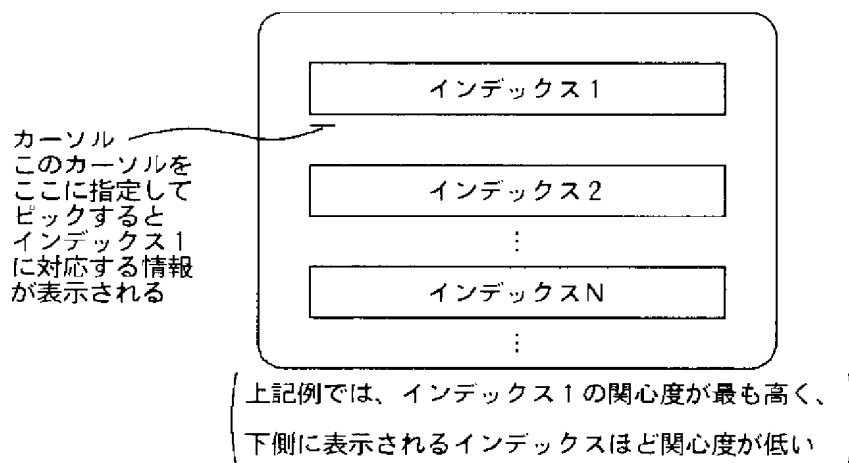 インデックス1
カーソル
このカーソルを
ここに指定して
ピックすると
インデックス1
に対応する情報
が表示される
インデックス2
⋮
インデックスN
⋮
上記例では、インデックス1の関心度が最も高く、
下側に表示されるインデックスほど関心度が低い